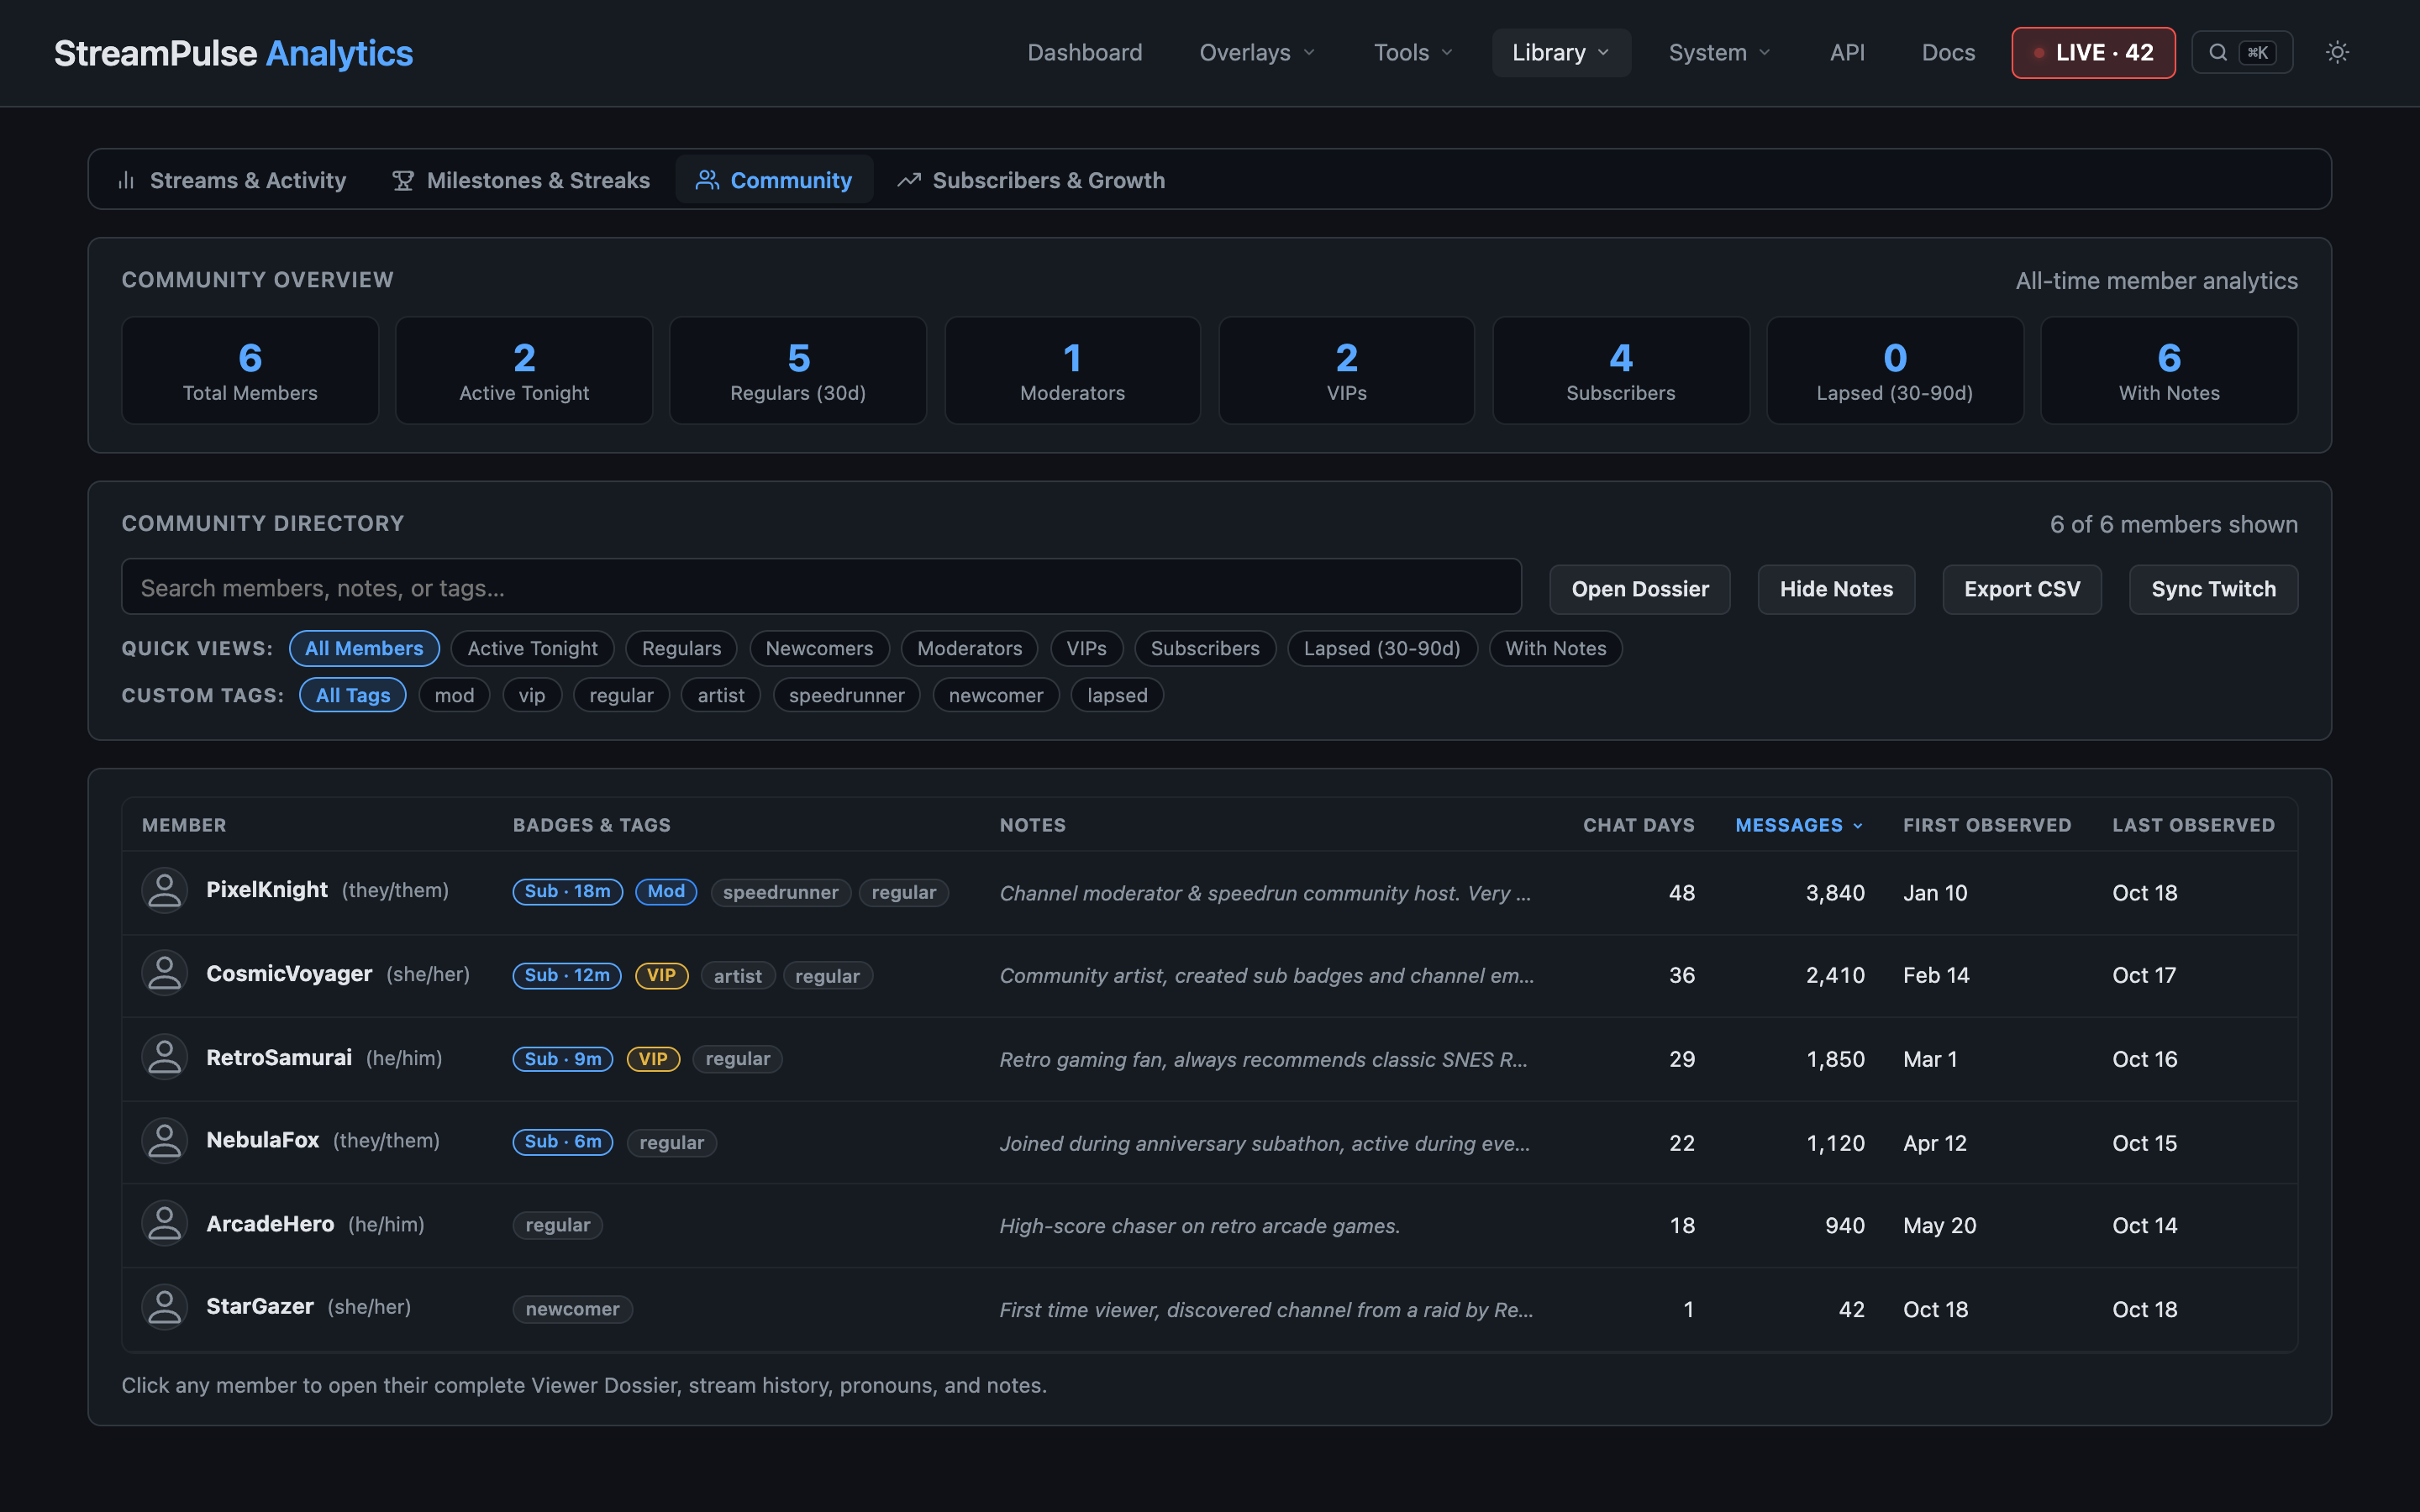 StreamPulse Analytics
Dashboard Overlays Tools Library System API Docs LIVE · 42 ⌘K
Streams & Activity Milestones & Streaks Community Subscribers & Growth
COMMUNITY OVERVIEW All-time member analytics
6 2 5 1 2 4 0 6
Total Members Active Tonight Regulars (30d) Moderators VIPs Subscribers Lapsed (30-90d) With Notes
COMMUNITY DIRECTORY 6 of 6 members shown
Search members, notes, or tags... Open Dossier Hide Notes Export CSV Sync Twitch
QUICK VIEWS: All Members Active Tonight Regulars Newcomers Moderators VIPs Subscribers Lapsed (30-90d) With Notes
CUSTOM TAGS: All Tags mod vip regular artist speedrunner newcomer lapsed
MEMBER BADGES & TAGS NOTES CHAT DAYS MESSAGES FIRST OBSERVED LAST OBSERVED
PixelKnight (they/them) Sub · 18m Mod speedrunner regular Channel moderator & speedrun community host. Very ... 48 3,840 Jan 10 Oct 18
CosmicVoyager (she/her) Sub · 12m VIP artist regular Community artist, created sub badges and channel em... 36 2,410 Feb 14 Oct 17
RetroSamurai (he/him) Sub · 9m VIP regular Retro gaming fan, always recommends classic SNES R... 29 1,850 Mar 1 Oct 16
NebulaFox (they/them) Sub · 6m regular Joined during anniversary subathon, active during eve... 22 1,120 Apr 12 Oct 15
ArcadeHero (he/him) regular High-score chaser on retro arcade games. 18 940 May 20 Oct 14
StarGazer (she/her) newcomer First time viewer, discovered channel from a raid by Re... 1 42 Oct 18 Oct 18
Click any member to open their complete Viewer Dossier, stream history, pronouns, and notes.